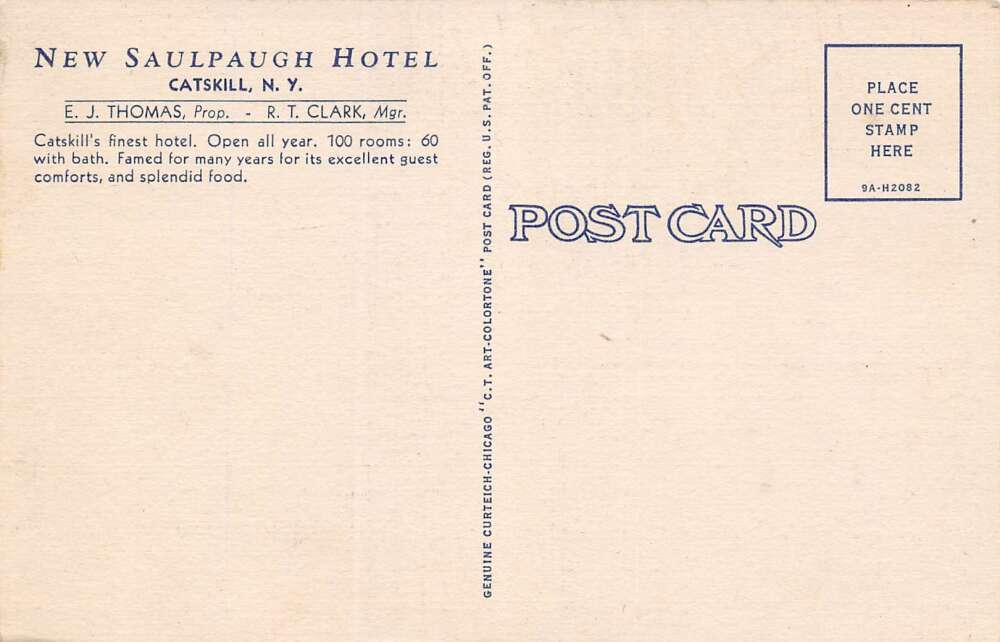 NEW SAULPAUGH HOTEL
CATSKILL, N. Y.
E. J. THOMAS, Prop. - R. T. CLARK, Mgr.
Catskill's finest hotel. Open all year. 100 rooms: 60
with bath. Famed for many years for its excellent guest
comforts, and splendid food.
GENUINE CURTEICH-CHICAGO "C.T. ART-COLORTONE" POST CARD (REG. U.S. PAT. OFF.)
POST CARD
PLACE
ONE CENT
STAMP
HERE
9A-H2082